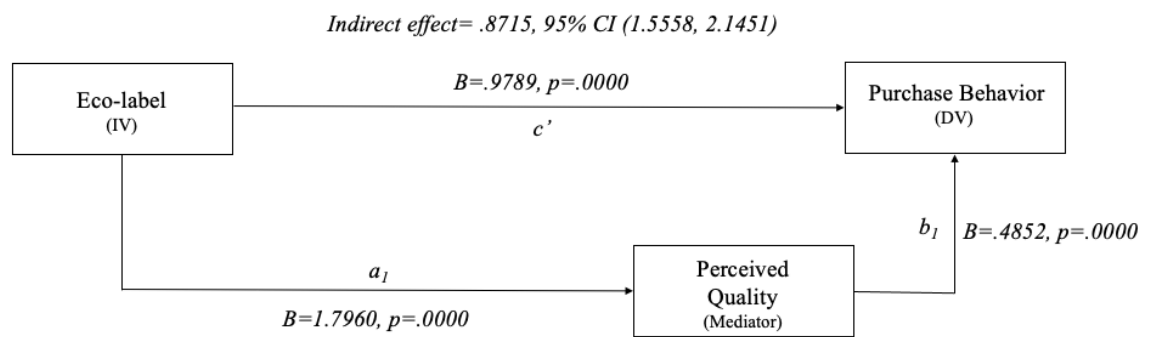 Indirect effect= .8715, 95% CI (1.5558, 2.1451)
Eco-label
(IV)
B=.9789, p=.0000
c’
Purchase Behavior
(DV)
b1
B=.4852, p=.0000
a1
B=1.7960, p=.0000
Perceived
Quality
(Mediator)